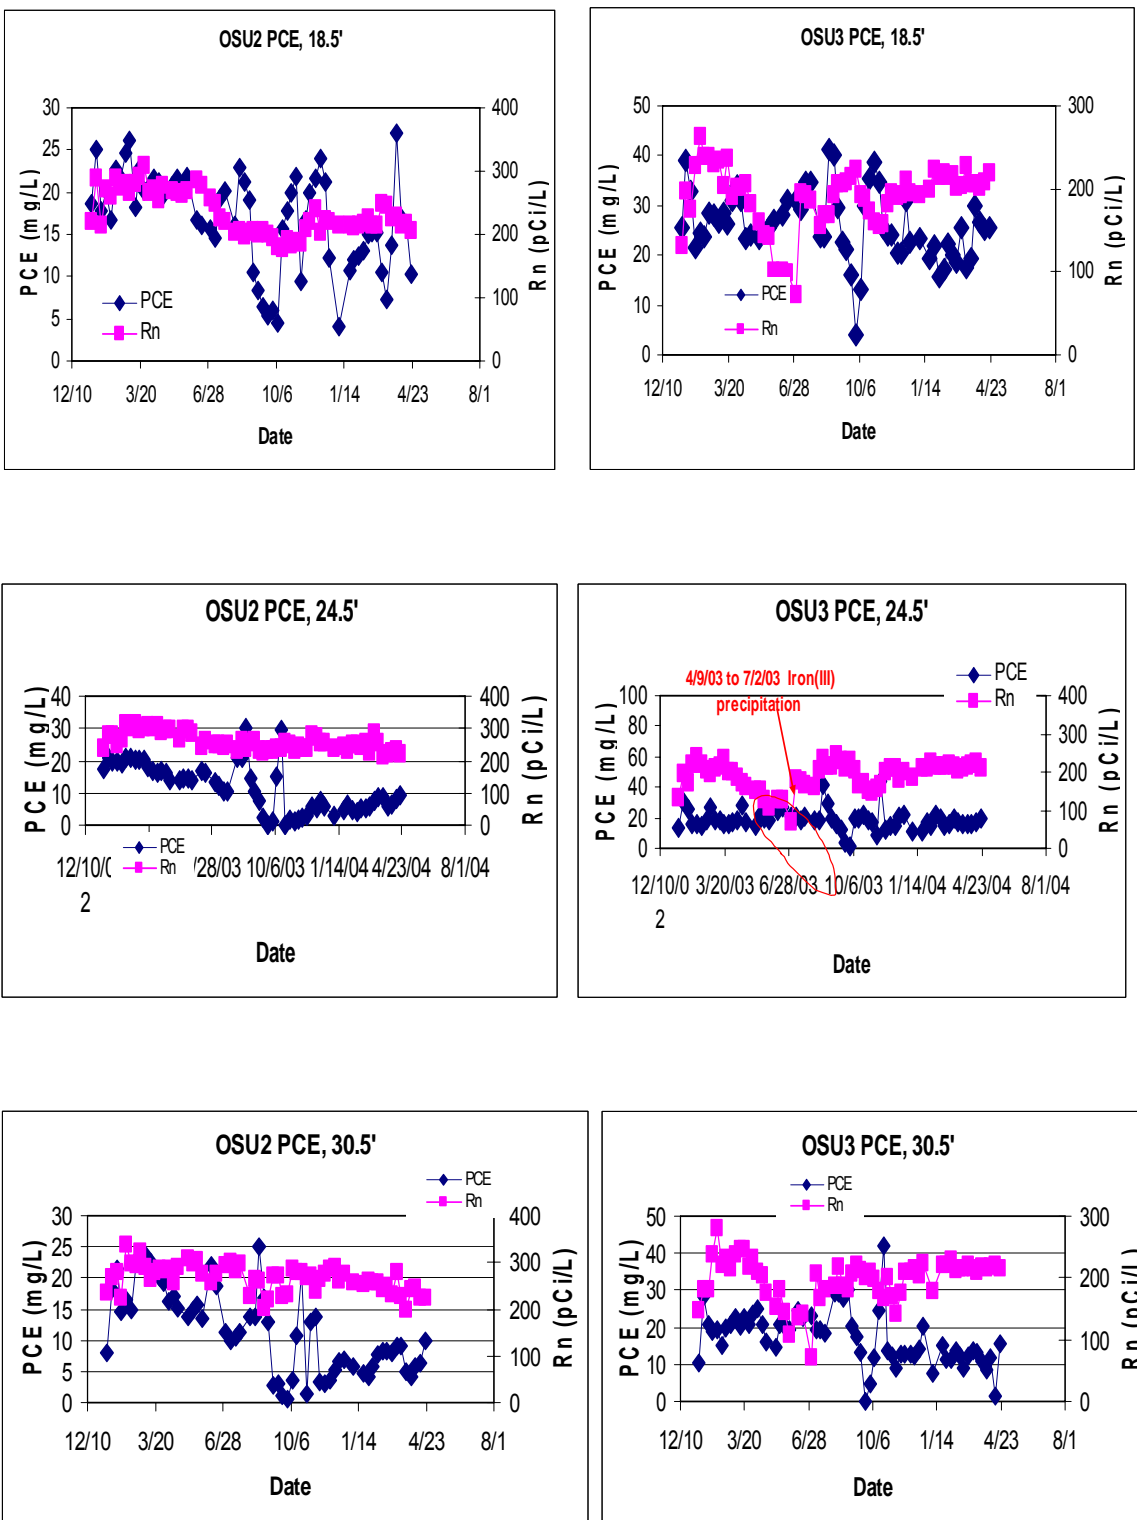 OSU2 PCE, 18.5'
30
25
20
15
10
5
0
400
300
200
100
0
PCE (mg/L)
Rn (pCi/L)
PCE
Rn
12/10 3/20 6/28 10/6 1/14 4/23 8/1
Date
OSU3 PCE, 18.5'
50
40
30
20
10
0
300
200
100
0
PCE (mg/L)
Rn (pCi/L)
PCE
Rn
12/10 3/20 6/28 10/6 1/14 4/23 8/1
Date
OSU2 PCE, 24.5'
40
30
20
10
0
400
300
200
100
0
PCE (mg/L)
Rn (pCi/L)
PCE
Rn
12/10/0 /28/03 10/6/03 1/14/04 4/23/04 8/1/04
2
Date
OSU3 PCE, 24.5'
4/9/03 to 7/2/03 Iron(III)
precipitation
PCE
Rn
100
80
60
40
20
0
400
300
200
100
0
PCE (mg/L)
Rn (pCi/L)
12/10/0 3/20/03 6/28/03 10/6/03 1/14/04 4/23/04 8/1/04
2
Date
OSU2 PCE, 30.5'
PCE
Rn
30
25
20
15
10
5
0
400
300
200
100
0
PCE (mg/L)
Rn (pCi/L)
12/10 3/20 6/28 10/6 1/14 4/23 8/1
Date
OSU3 PCE, 30.5'
PCE
Rn
50
40
30
20
10
0
300
200
100
0
PCE (mg/L)
Rn (pCi/L)
12/10 3/20 6/28 10/6 1/14 4/23 8/1
Date